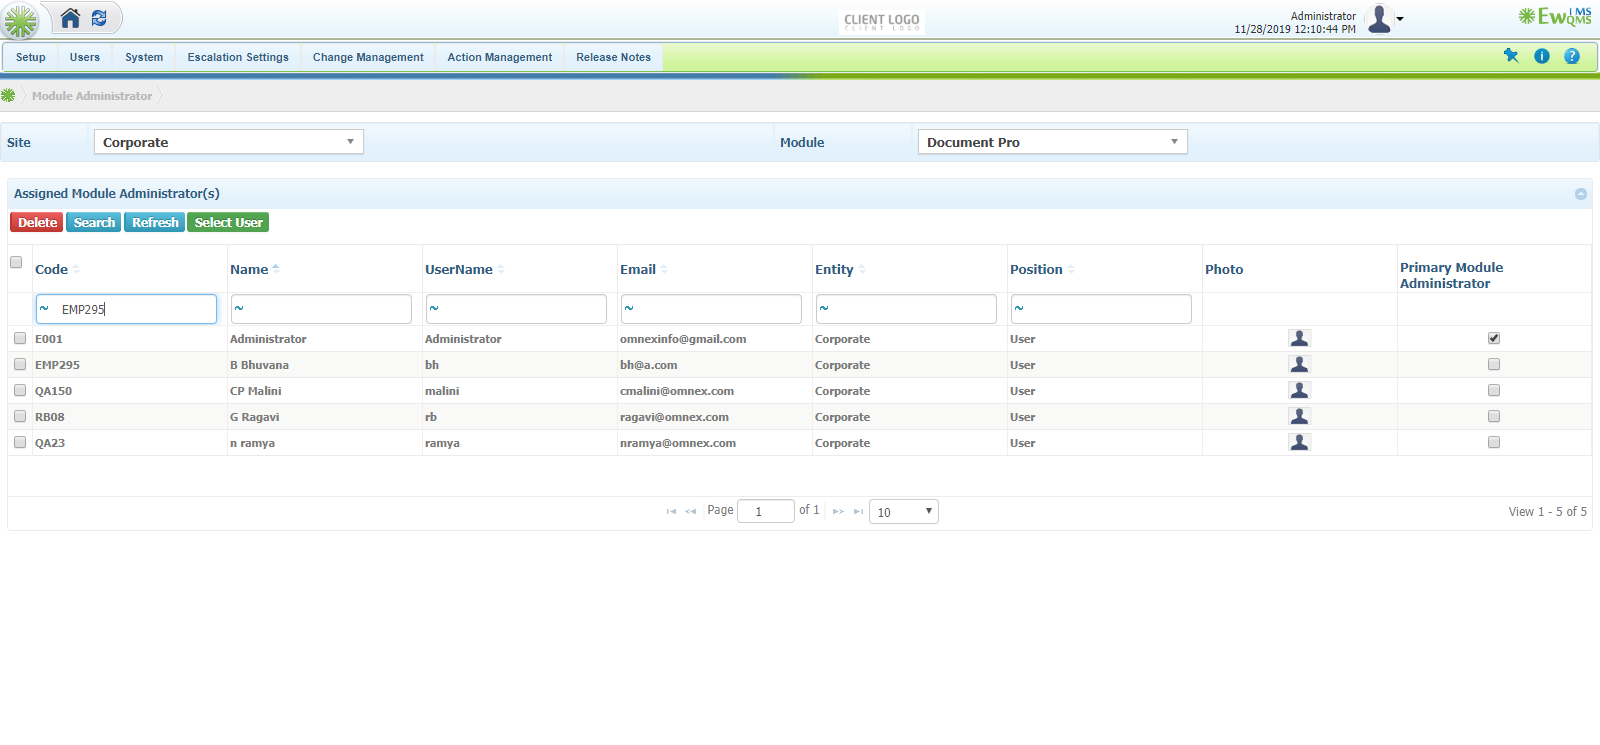 CLIENT LOGO
CLIENT LOGO
Administrator
11/28/2019 12:10:44 PM
EwQMS
IMS
Setup Users System Escalation Settings Change Management Action Management Release Notes
Module Administrator
Site Corporate Module Document Pro
Assigned Module Administrator(s)
Delete Search Refresh Select User
Code Name UserName Email Entity Position Photo Primary Module Administrator
~ EMP295 ~ ~ ~ ~ ~
E001 Administrator Administrator omnexinfo@gmail.com Corporate User
EMP295 B Bhuvana bh bh@a.com Corporate User
QA150 CP Malini malini cmalini@omnex.com Corporate User
RB08 G Ragavi rb ragavi@omnex.com Corporate User
QA23 n ramya ramya nramya@omnex.com Corporate User
Page 1 of 1 10 View 1 - 5 of 5